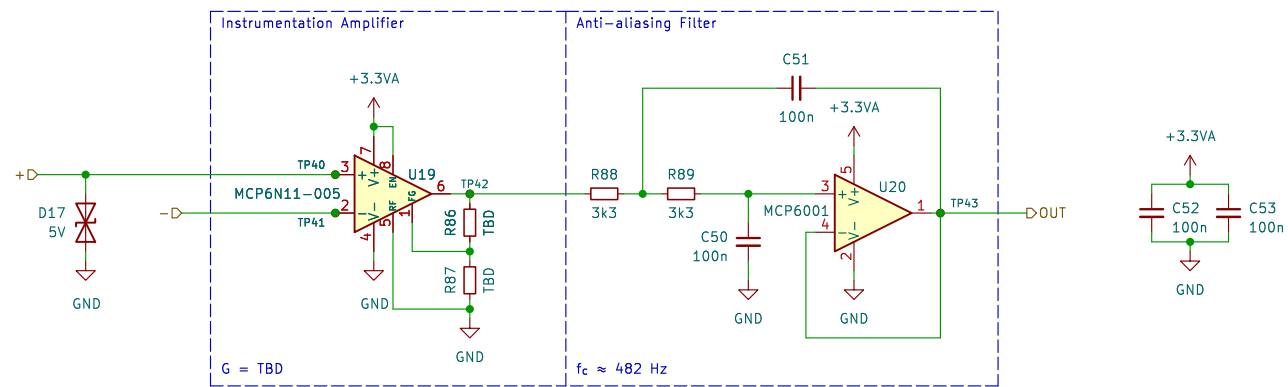 Instrumentation Amplifier
Anti-aliasing Filter
C51
100n
+3.3VA
+3.3VA
+3.3VA
+
TP40
3
+
7
V+
8
EN
U19
6
TP42
MCP6N11-005
-
2
TP41
-
V-
4
RF
5
FG
1
D17
5V
GND
GND
R86
TBD
R87
TBD
GND
R88
3k3
R89
3k3
C50
100n
GND
3
+
5
V+
U20
MCP6001
1
TP43
OUT
4
-
V-
2
GND
C52
100n
C53
100n
GND
G = TBD
fc ≈ 482 Hz